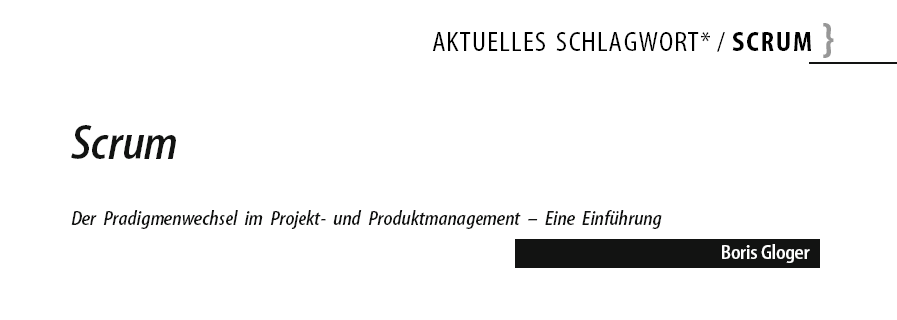 AKTUELLES SCHLAGWORT* / SCRUM }
Scrum
Der Pradigmenwechsel im Projekt- und Produktmanagement – Eine Einführung
Boris Gloger